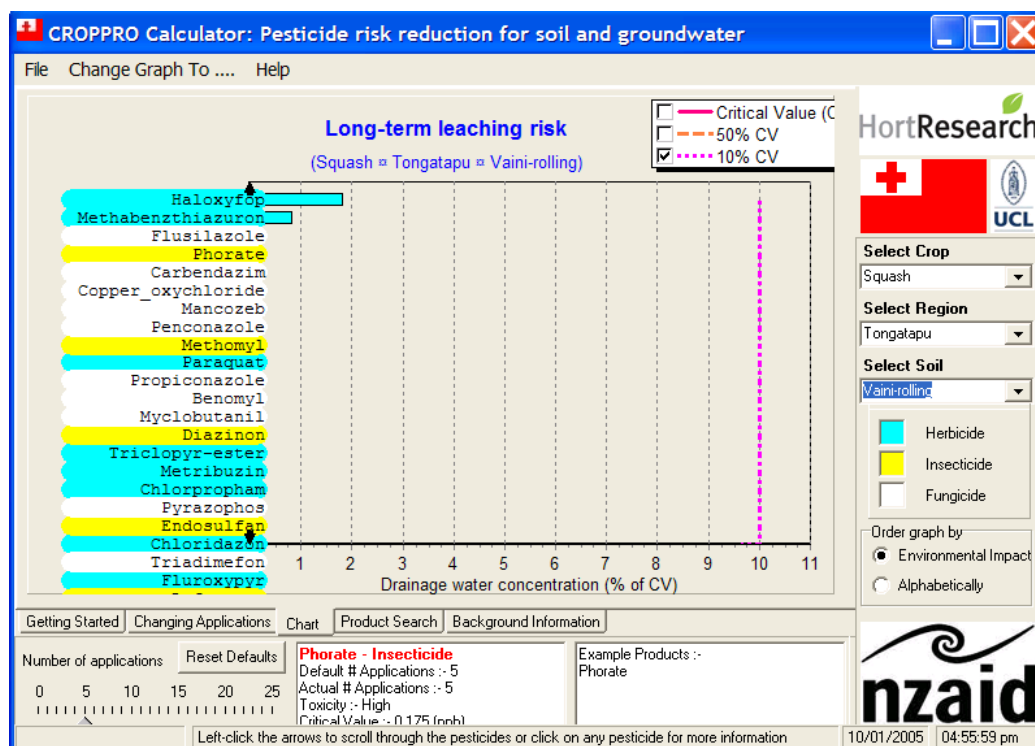 CROPPRO Calculator: Pesticide risk reduction for soil and groundwater
File Change Graph To .... Help
Long-term leaching risk
(Squash ¤ Tongatapu ¤ Vaini-rolling)
Critical Value (C
50% CV
10% CV
Haloxyfop
Methabenzthiazuron
Flusilazole
Phorate
Carbendazim
Copper_oxychloride
Mancozeb
Penconazole
Methomyl
Paraquat
Propiconazole
Benomyl
Myclobutanil
Diazinon
Triclopyr-ester
Metribuzin
Chlorpropham
Pyrazophos
Endosulfan
Chloridazon
Triadimefon
Fluroxypyr
1 2 3 4 5 6 7 8 9 10 11
Drainage water concentration (% of CV)
HortResearch
UCL
Select Crop
Squash
Select Region
Tongatapu
Select Soil
Vaini-rolling
Herbicide
Insecticide
Fungicide
Order graph by
Environmental Impact
Alphabetically
nzaid
Getting Started Changing Applications Chart Product Search Background Information
Number of applications Reset Defaults
0 5 10 15 20 25
Phorate - Insecticide
Default # Applications :- 5
Actual # Applications :- 5
Toxicity :- High
Critical Value :- 0.175 (ppb)
Example Products :-
Phorate
Left-click the arrows to scroll through the pesticides or click on any pesticide for more information 10/01/2005 04:55:59 pm